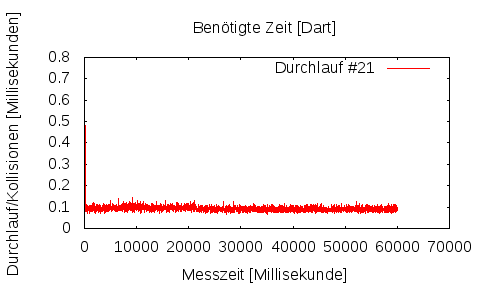 Benötigte Zeit [Dart]
Durchlauf/Kollisionen [Millisekunden]
Durchlauf #21
0.8
0.7
0.6
0.5
0.4
0.3
0.2
0.1
0
0 10000 20000 30000 40000 50000 60000 70000
Messzeit [Millisekunde]